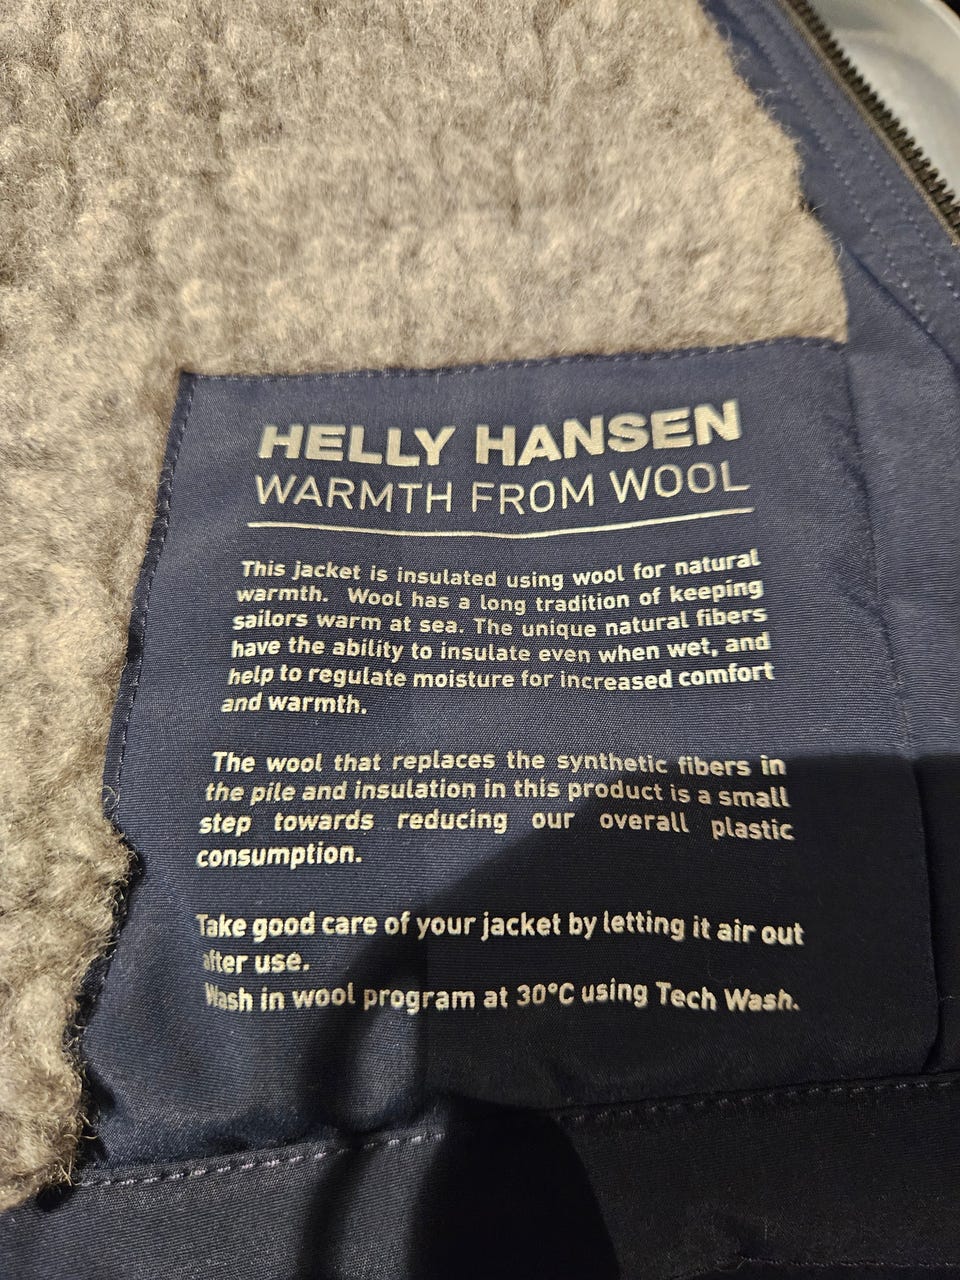 HELLY HANSEN
WARMTH FROM WOOL
This jacket is insulated using wool for natural
warmth. Wool has a long tradition of keeping
sailors warm at sea. The unique natural fibers
have the ability to insulate even when wet, and
help to regulate moisture for increased comfort
and warmth.
The wool that replaces the synthetic fibers in
the pile and insulation in this product is a small
step towards reducing our overall plastic
consumption.
Take good care of your jacket by letting it air out
after use.
Wash in wool program at 30°C using Tech Wash.